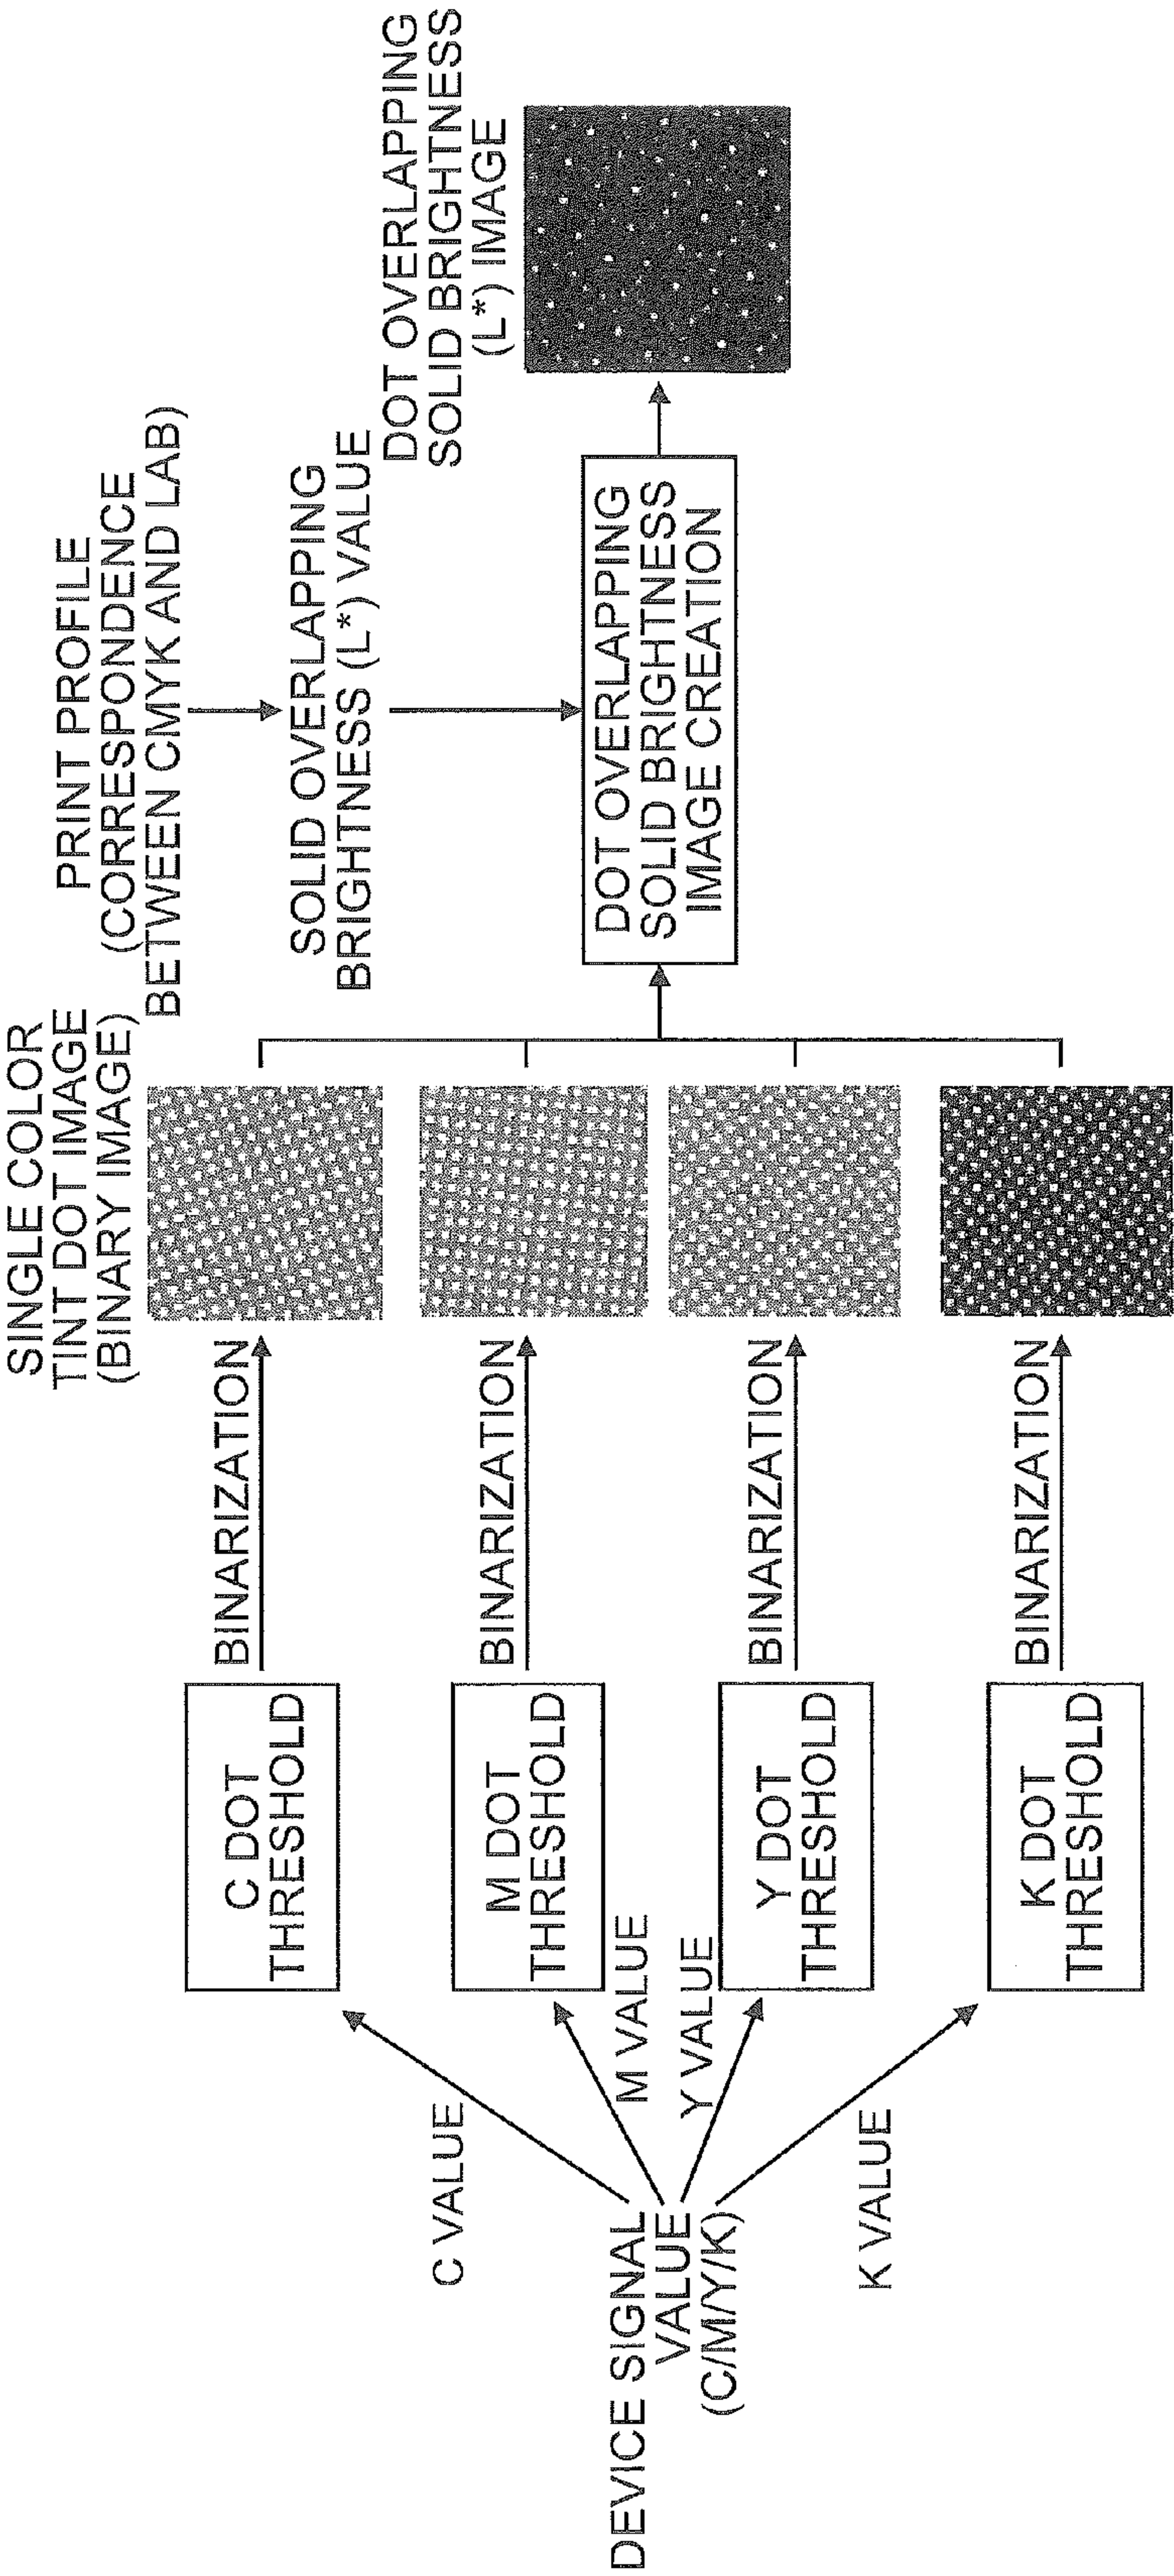 DEVICE SIGNAL
VALUE
(C/M/Y/K)
C VALUE
M VALUE
Y VALUE
K VALUE
C DOT
THRESHOLD
M DOT
THRESHOLD
Y DOT
THRESHOLD
K DOT
THRESHOLD
BINARIZATION
BINARIZATION
BINARIZATION
BINARIZATION
SINGLE COLOR
TINT DOT IMAGE
(BINARY IMAGE)
PRINT PROFILE
(CORRESPONDENCE
BETWEEN CMYK AND LAB)
SOLID OVERLAPPING
BRIGHTNESS (L*) VALUE
DOT OVERLAPPING
SOLID BRIGHTNESS
IMAGE CREATION
DOT OVERLAPPING
SOLID BRIGHTNESS
(L*) IMAGE